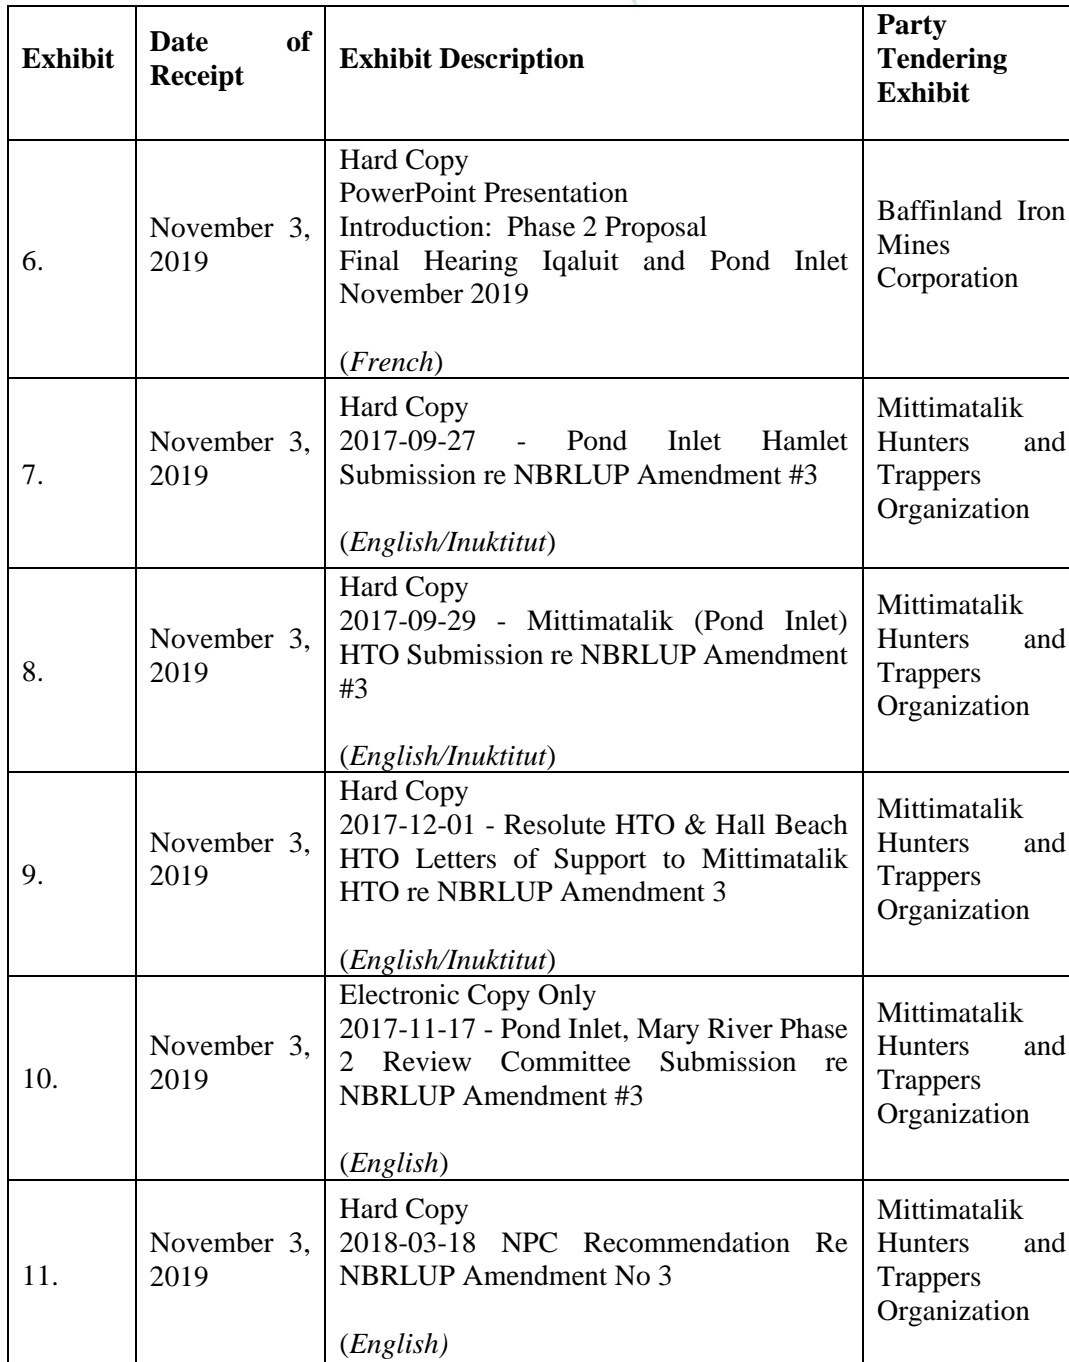 Exhibit
Date of
Receipt
Exhibit Description
Party
Tendering
Exhibit
6.
November 3,
2019
Hard Copy
PowerPoint Presentation
Introduction: Phase 2 Proposal
Final Hearing Iqaluit and Pond Inlet
November 2019
(French)
Baffinland Iron
Mines
Corporation
7.
November 3,
2019
Hard Copy
2017-09-27 - Pond Inlet Hamlet
Submission re NBRLUP Amendment #3
(English/Inuktitut)
Mittimatalik
Hunters and
Trappers
Organization
8.
November 3,
2019
Hard Copy
2017-09-29 - Mittimatalik (Pond Inlet)
HTO Submission re NBRLUP Amendment
#3
(English/Inuktitut)
Mittimatalik
Hunters and
Trappers
Organization
9.
November 3,
2019
Hard Copy
2017-12-01 - Resolute HTO & Hall Beach
HTO Letters of Support to Mittimatalik
HTO re NBRLUP Amendment 3
(English/Inuktitut)
Mittimatalik
Hunters and
Trappers
Organization
10.
November 3,
2019
Electronic Copy Only
2017-11-17 - Pond Inlet, Mary River Phase
2 Review Committee Submission re
NBRLUP Amendment #3
(English)
Mittimatalik
Hunters and
Trappers
Organization
11.
November 3,
2019
Hard Copy
2018-03-18 NPC Recommendation Re
NBRLUP Amendment No 3
(English)
Mittimatalik
Hunters and
Trappers
Organization